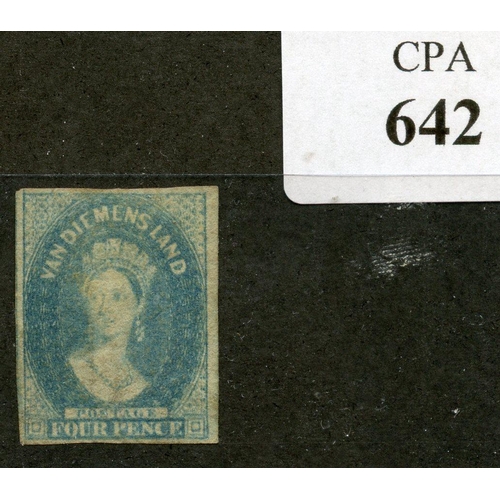 CPA
642
VAN DIEMENS LAND
POSTAGE
FOUR PENCE